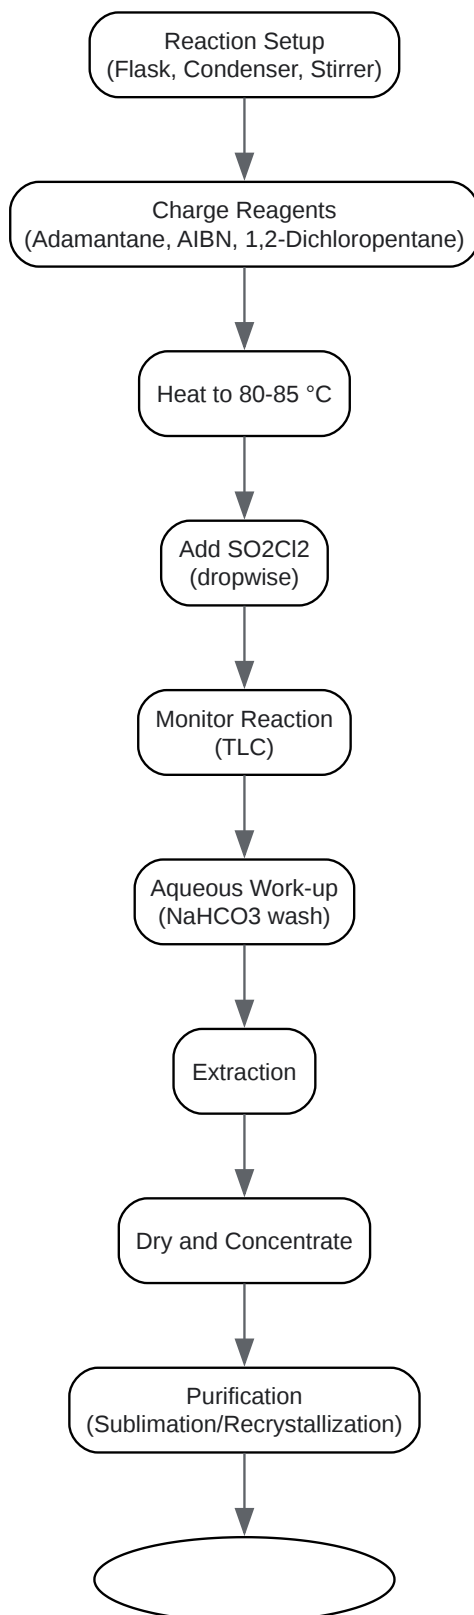 Reaction Setup
(Flask, Condenser, Stirrer)
Charge Reagents
(Adamantane, AIBN, 1,2-Dichloropentane)
Heat to 80-85 °C
Add SO2Cl2
(dropwise)
Monitor Reaction
(TLC)
Aqueous Work-up
(NaHCO3 wash)
Extraction
Dry and Concentrate
Purification
(Sublimation/Recrystallization)